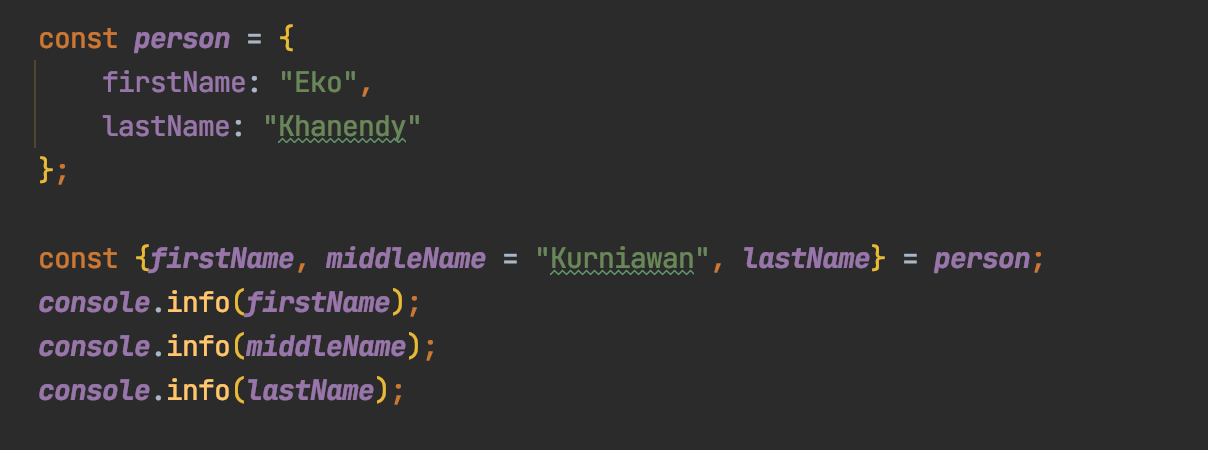 const person = {
    firstName: "Eko",
    lastName: "Khanendy"
};
const {firstName, middleName = "Kurniawan", lastName} = person;
console.info(firstName);
console.info(middleName);
console.info(lastName);